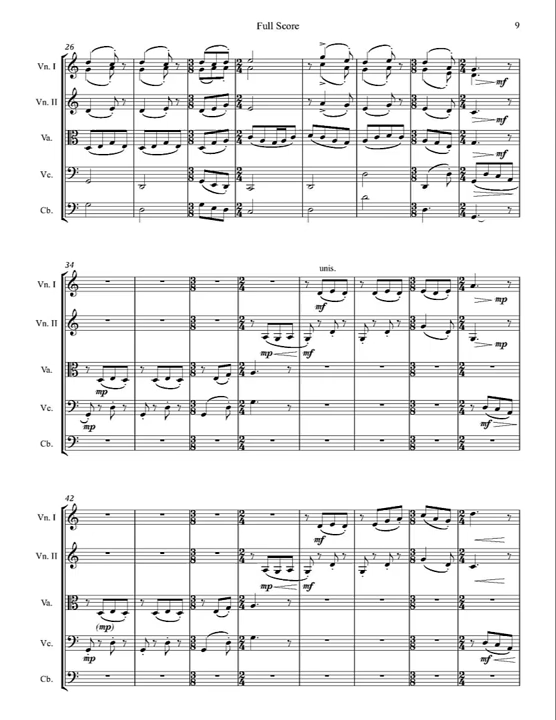 Full Score 9
26
Vn. I
mf
Vn. II
mf
Va.
mf
Vc.
mf
Cb.
34
unis.
Vn. I
mf mp
Vn. II
mp mf mp
Va.
mp
Vc.
mp mf
Cb.
42
Vn. I
mf
Vn. II
mp mf
Va.
(mp)
Vc.
mp mf
Cb.